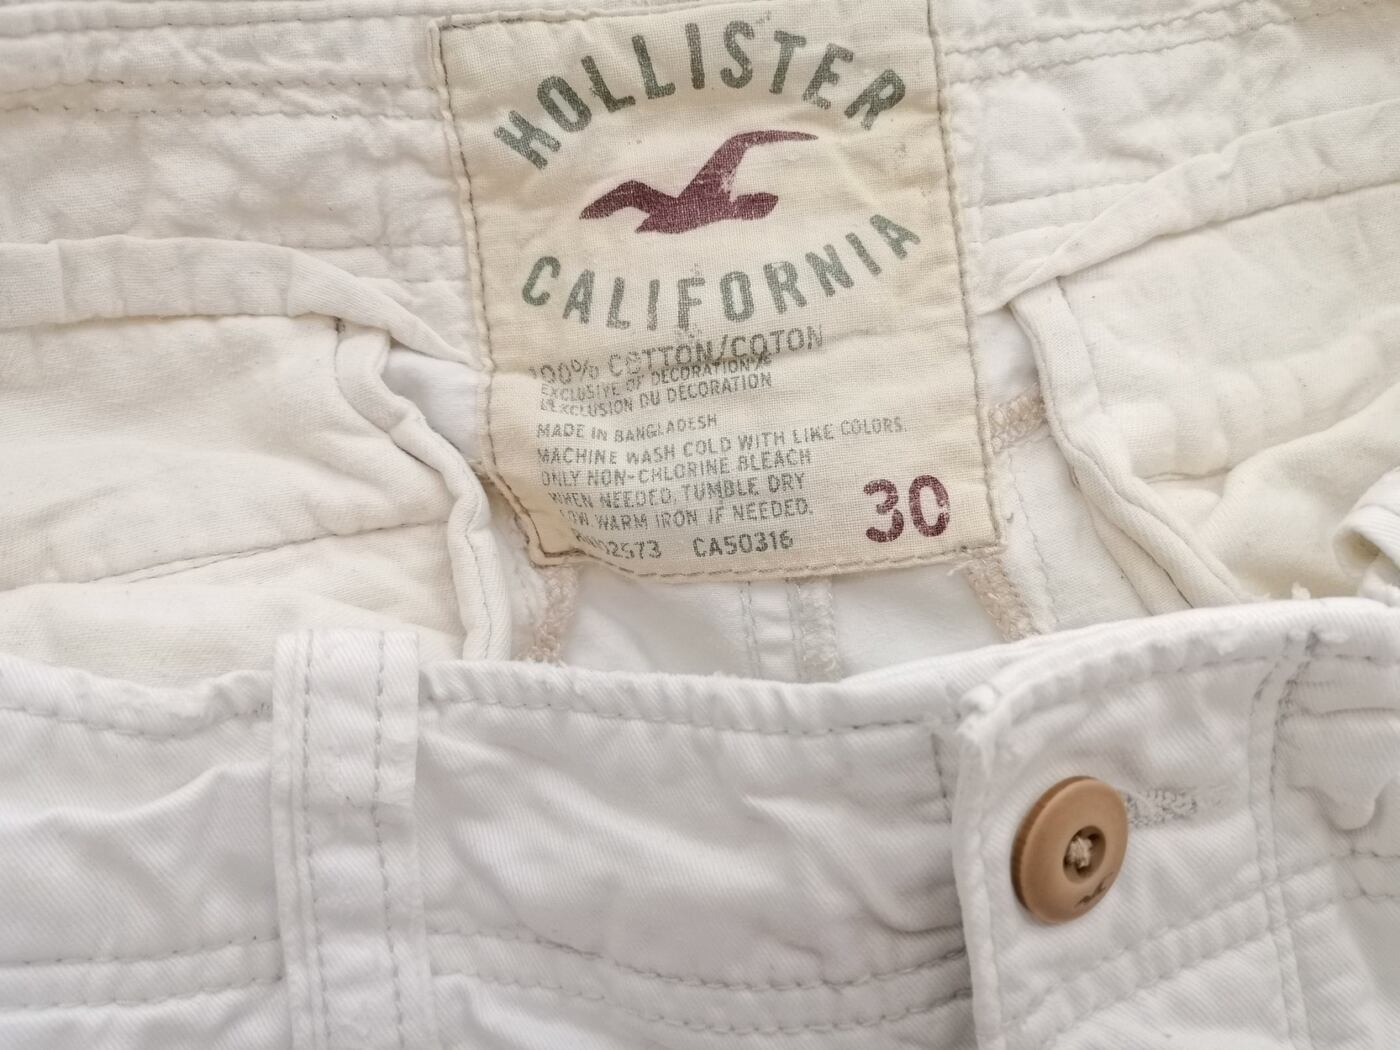 HOLLISTER
CALIFORNIA
100% COTTON/COTON
EXCLUSIVE OF DECORATION
L'EXCLUSION DU DÉCORATION
MADE IN BANGLADESH
MACHINE WASH COLD WITH LIKE COLORS.
ONLY NON-CHLORINE BLEACH
WHEN NEEDED, TUMBLE DRY
LOW WARM IRON IF NEEDED.
CA50316
30